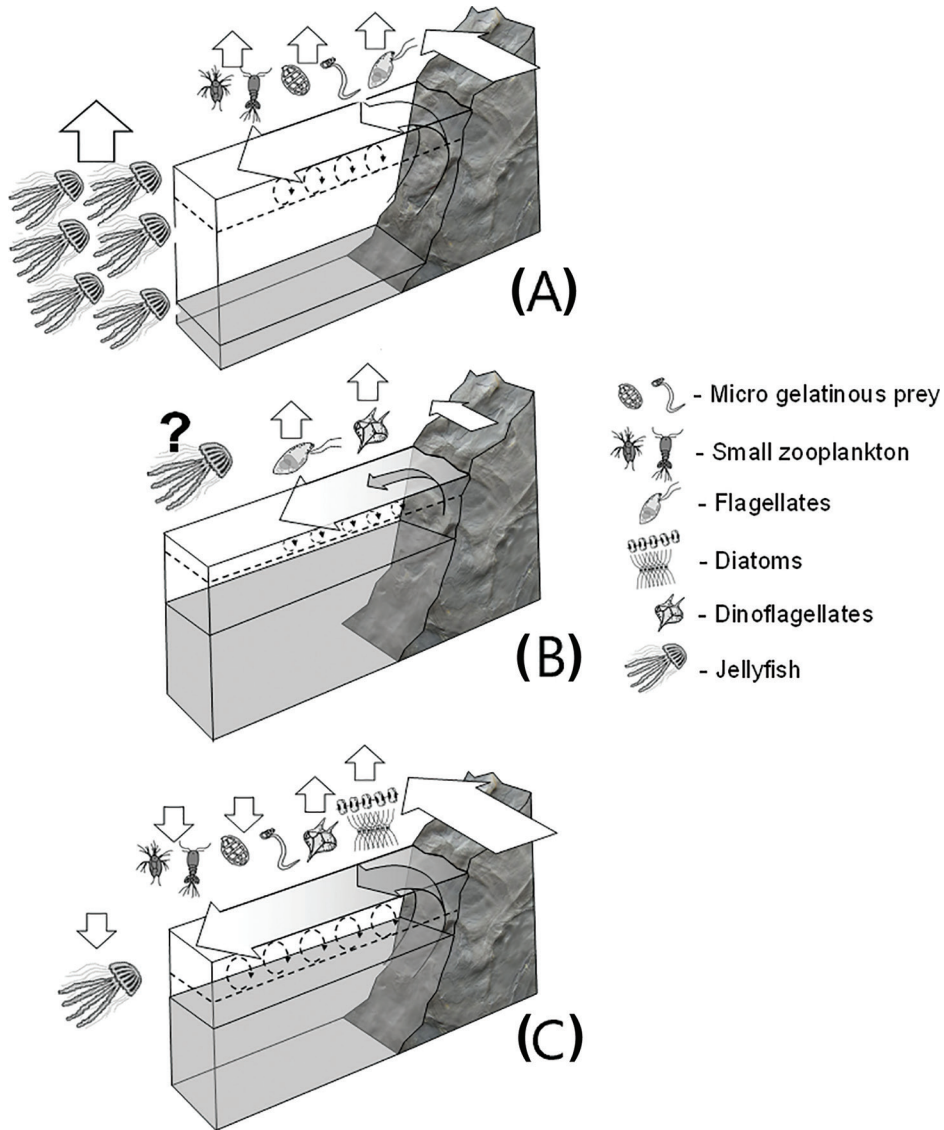 (A)
?
(B)
- Micro gelatinous prey
- Small zooplankton
- Flagellates
- Diatoms
- Dinoflagellates
- Jellyfish
(C)